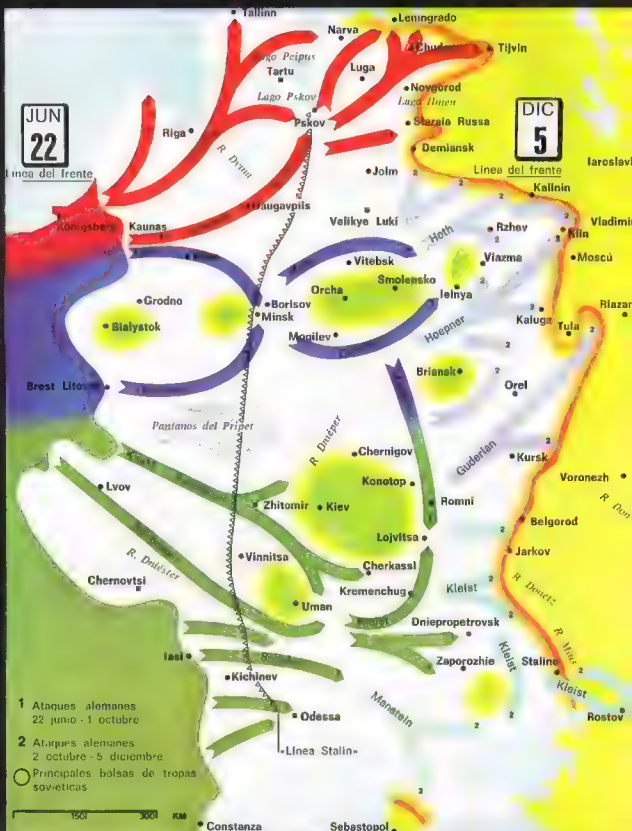 Tallinn
Leningrado
Narva
Chudov
Tijvin
Lago Peipus
Tartu
Luga
Lago Pskov
Novgorod
JUN
22
Pskov
Lago Ilmen
Staraia Russa
DIC
5
Riga
R. Dvina
Demiansk
Linea del frente
Jolm
Linea del frente
Iaroslavl
Kalinin
Daugavpils
Königsberg
Kaunas
Velikye Luki
Hoth
Rzhev
Klin
Vladimir
Vitebsk
Viazma
Moscú
Grodno
Borisov
Orcha
Smolensko
Ielnya
Minsk
Kaluga
Riazan
Bialystok
Mogilev
Hoepner
Tula
Briansk
Brest Litov
Orel
Pantanos del Pripet
R. Dniéper
Chernigov
Guderian
Kursk
Lvov
Konotop
Voronezh
Zhitomir
Kiev
Romni
R. Don
R. Dniéster
Lojvitsa
Belgorod
Vinnitsa
Jarkov
Chernovtsi
Cherkassl
Kremenchug
Kleist
R. Donetz
Uman
Dniepropetrovsk
R. Mius
Iasi
Zaporozhie
Kleist
Stalino
Kichinev
Kleist
Manstein
Rostov
Odessa
1 Ataques alemanes
22 junio - 1 octubre
2 Ataques alemanes
2 octubre - 5 diciembre
«Linea Stalin»
Principales bolsas de tropas
sovieticas
150 300 KM
Constanza
Sebastopol